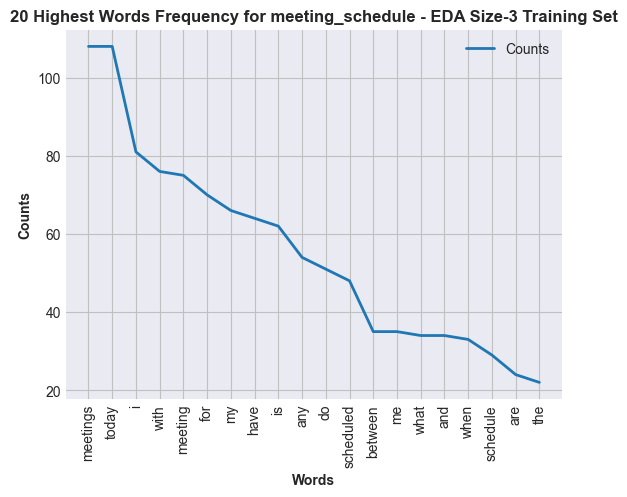 20 Highest Words Frequency for meeting_schedule - EDA Size-3 Training Set
Counts
Counts
100
80
60
40
20
meetings
today
i
with
meeting
for
my
have
is
any
do
scheduled
between
me
what
and
when
schedule
are
the
Words